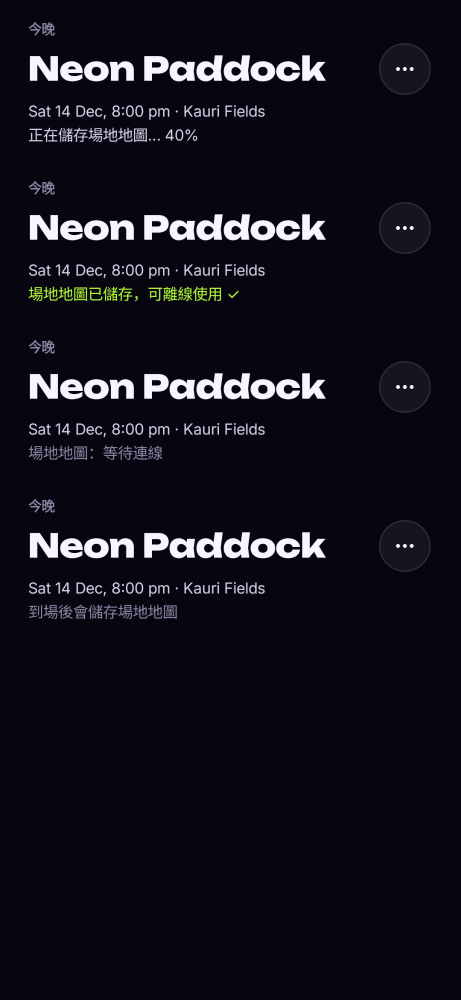 今晚
Neon Paddock
Sat 14 Dec, 8:00 pm · Kauri Fields
正在儲存場地地圖... 40%
今晚
Neon Paddock
Sat 14 Dec, 8:00 pm · Kauri Fields
場地地圖已儲存，可離線使用 ✓
今晚
Neon Paddock
Sat 14 Dec, 8:00 pm · Kauri Fields
場地地圖：等待連線
今晚
Neon Paddock
Sat 14 Dec, 8:00 pm · Kauri Fields
到場後會儲存場地地圖